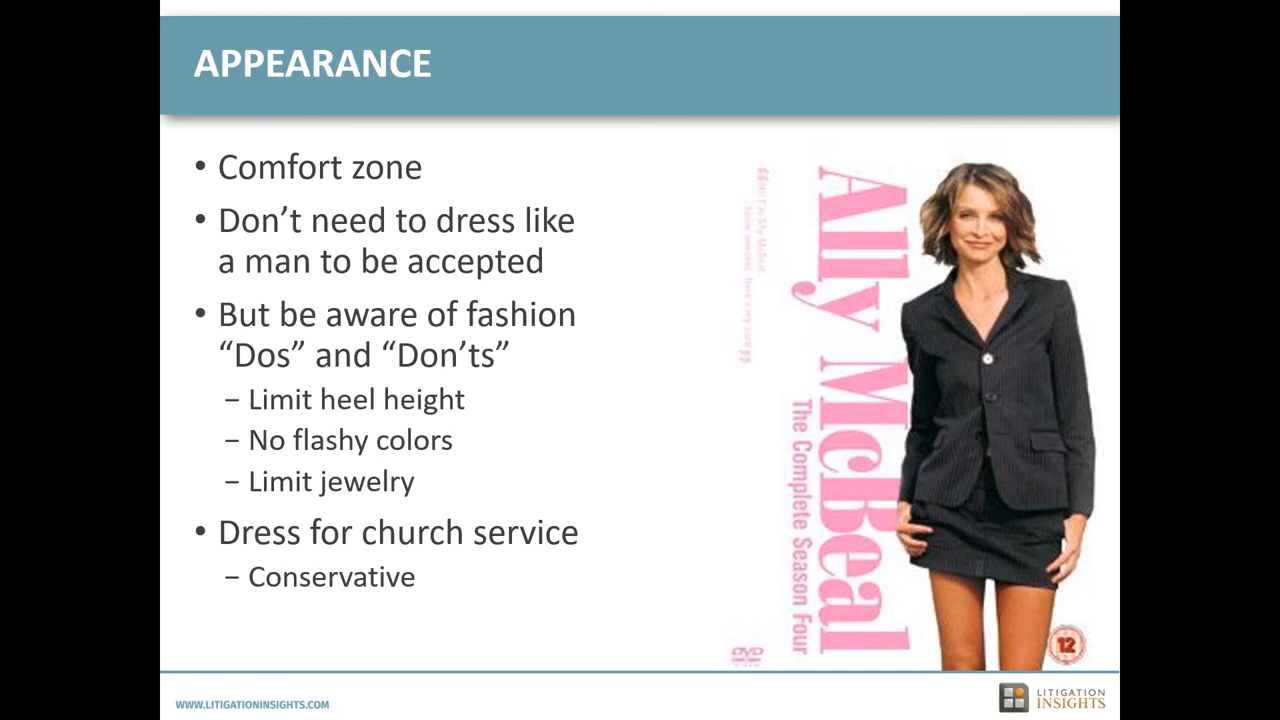 APPEARANCE
• Comfort zone
• Don’t need to dress like
a man to be accepted
• But be aware of fashion
“Dos” and “Don’ts”
– Limit heel height
– No flashy colors
– Limit jewelry
• Dress for church service
– Conservative
Ally McBeal
The Complete Season Four
DVD
VIDEO
12
WWW.LITIGATIONINSIGHTS.COM
LITIGATION
INSIGHTS